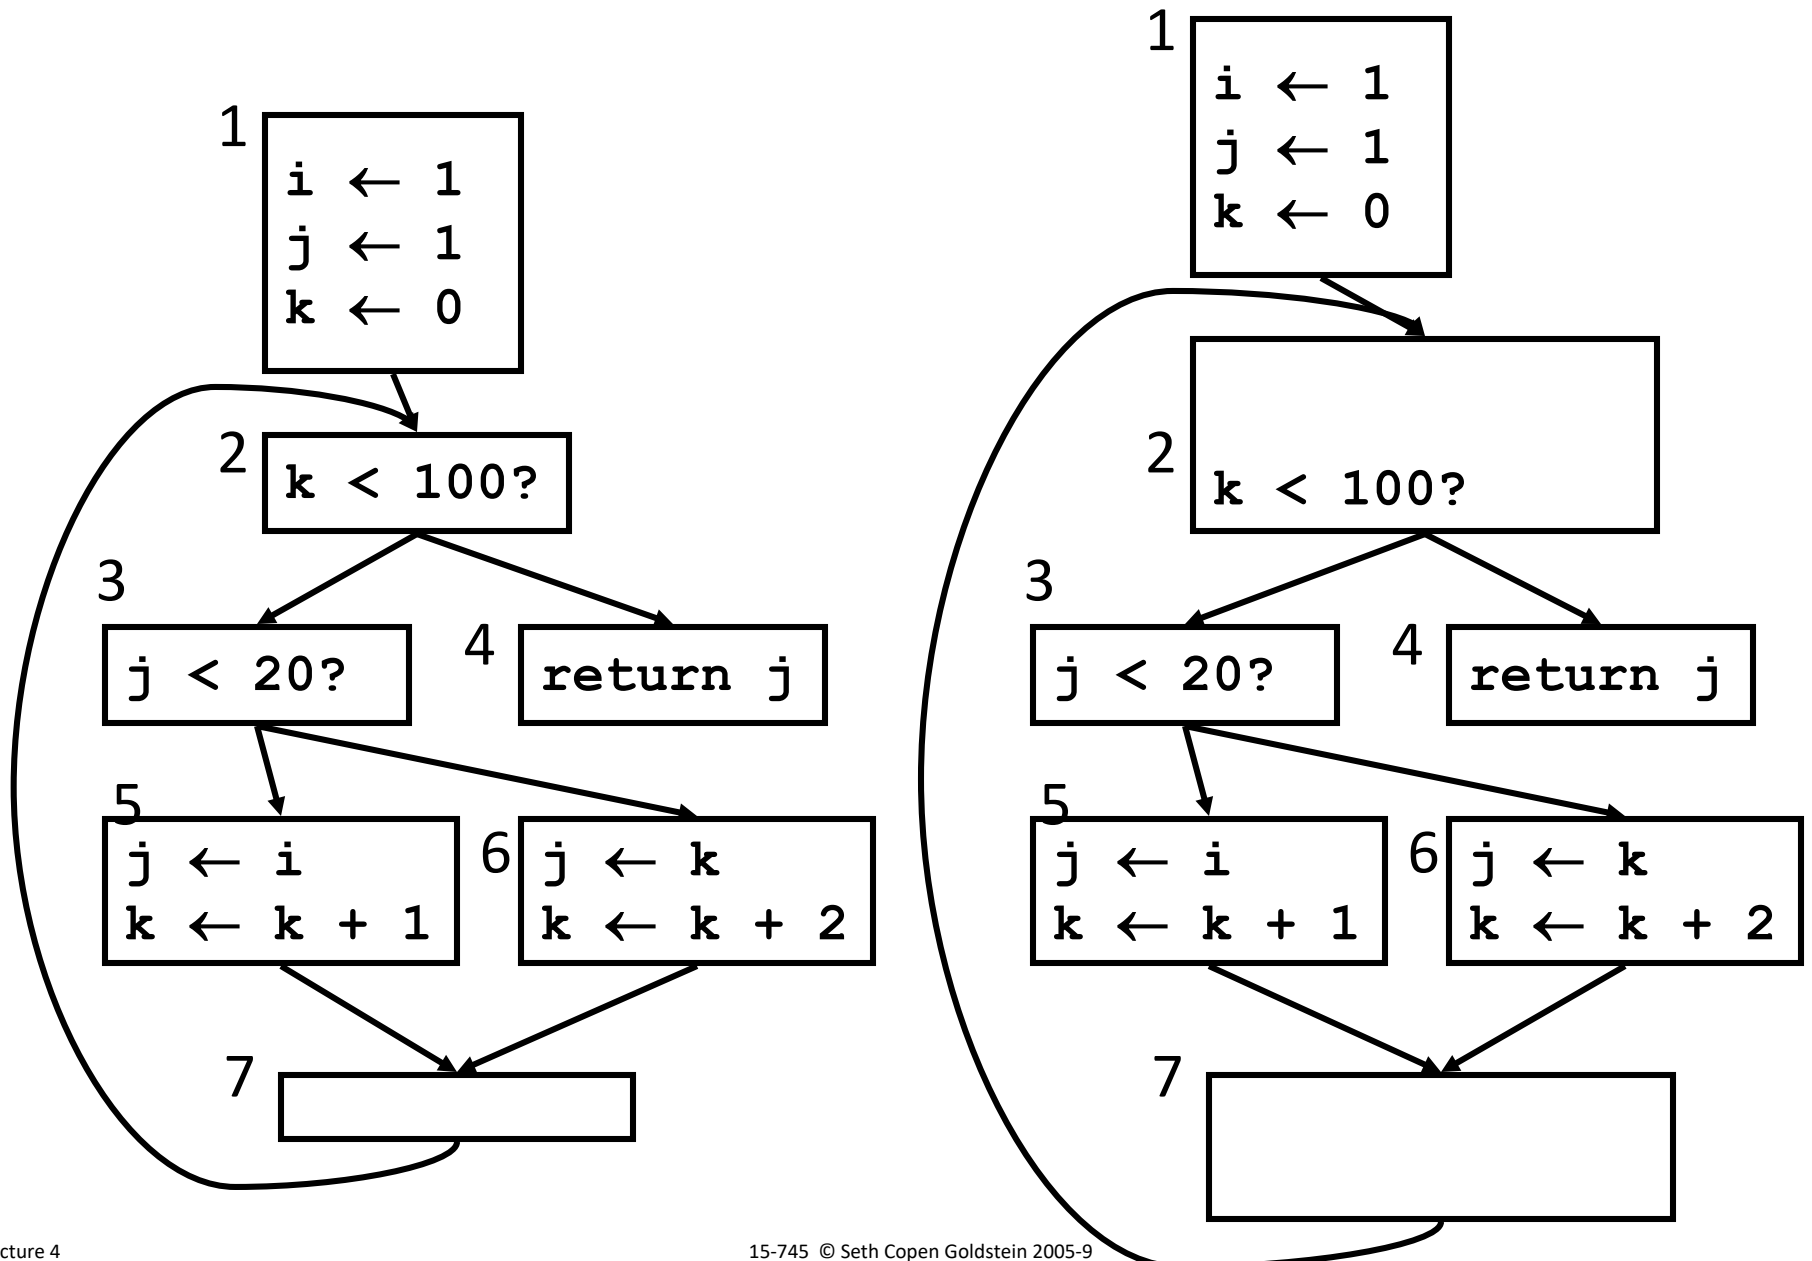 1
i ← 1
j ← 1
k ← 0
2
k < 100?
3
j < 20?
4
return j
5
j ← i
k ← k + 1
6
j ← k
k ← k + 2
7
1
i ← 1
j ← 1
k ← 0
2
k < 100?
3
j < 20?
4
return j
5
j ← i
k ← k + 1
6
j ← k
k ← k + 2
7
cture 4
15-745 © Seth Copen Goldstein 2005-9